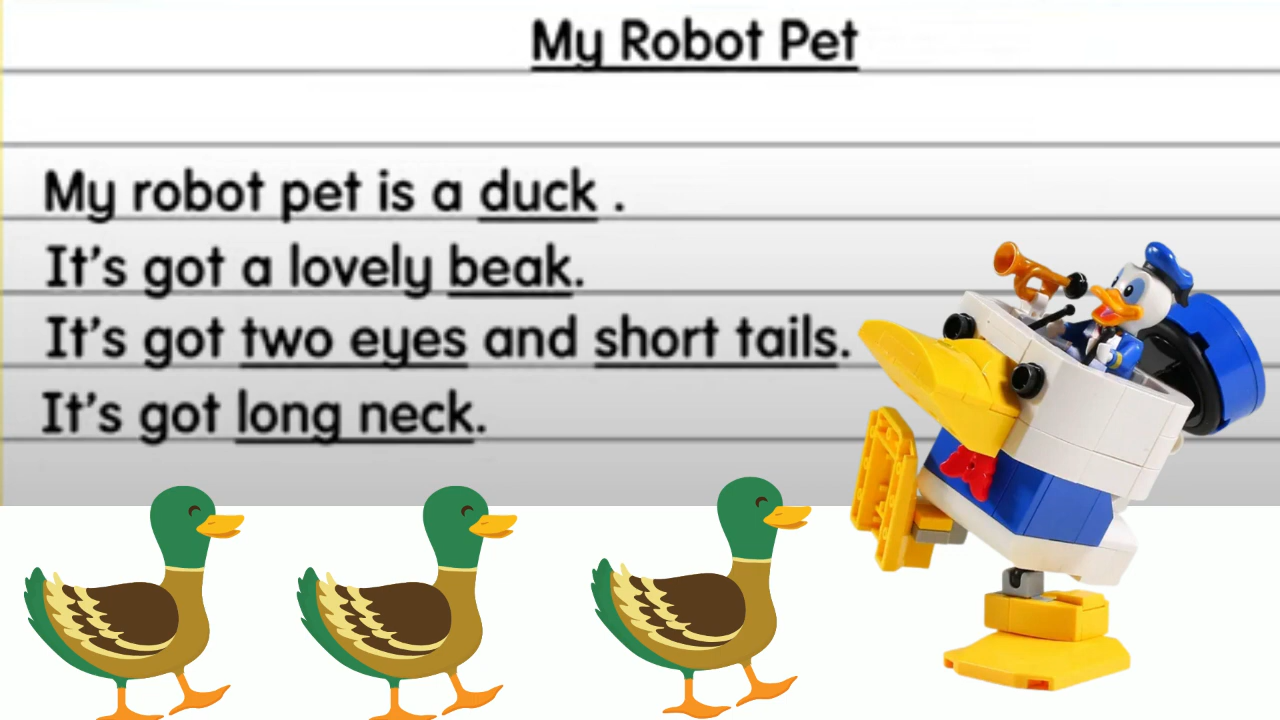 My Robot Pet
My robot pet is a duck .
It's got a lovely beak.
It's got two eyes and short tails.
It's got long neck.